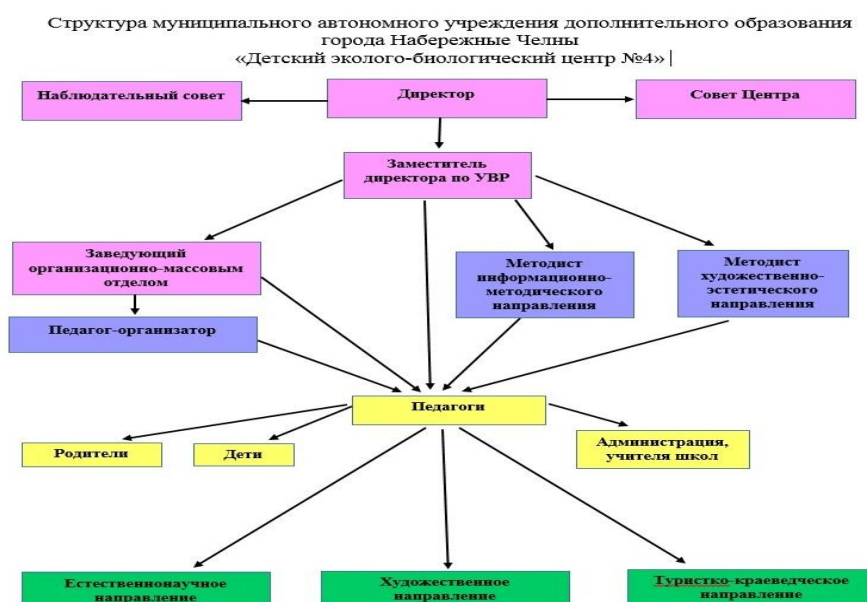 Структура муниципального автономного учреждения дополнительного образования
города Набережные Челны
«Детский эколого-биологический центр №4»
Наблюдательный совет
Директор
Совет Центра
Заместитель
директора по УВР
Заведующий
организационно-массовым
отделом
Методист
информационно-
методического
направления
Методист
художественно-
эстетического
направления
Педагог-организатор
Педагоги
Родители
Дети
Администрация,
учителя школ
Естественнонаучное
направление
Художественное
направление
Туристко-краеведческое
направление